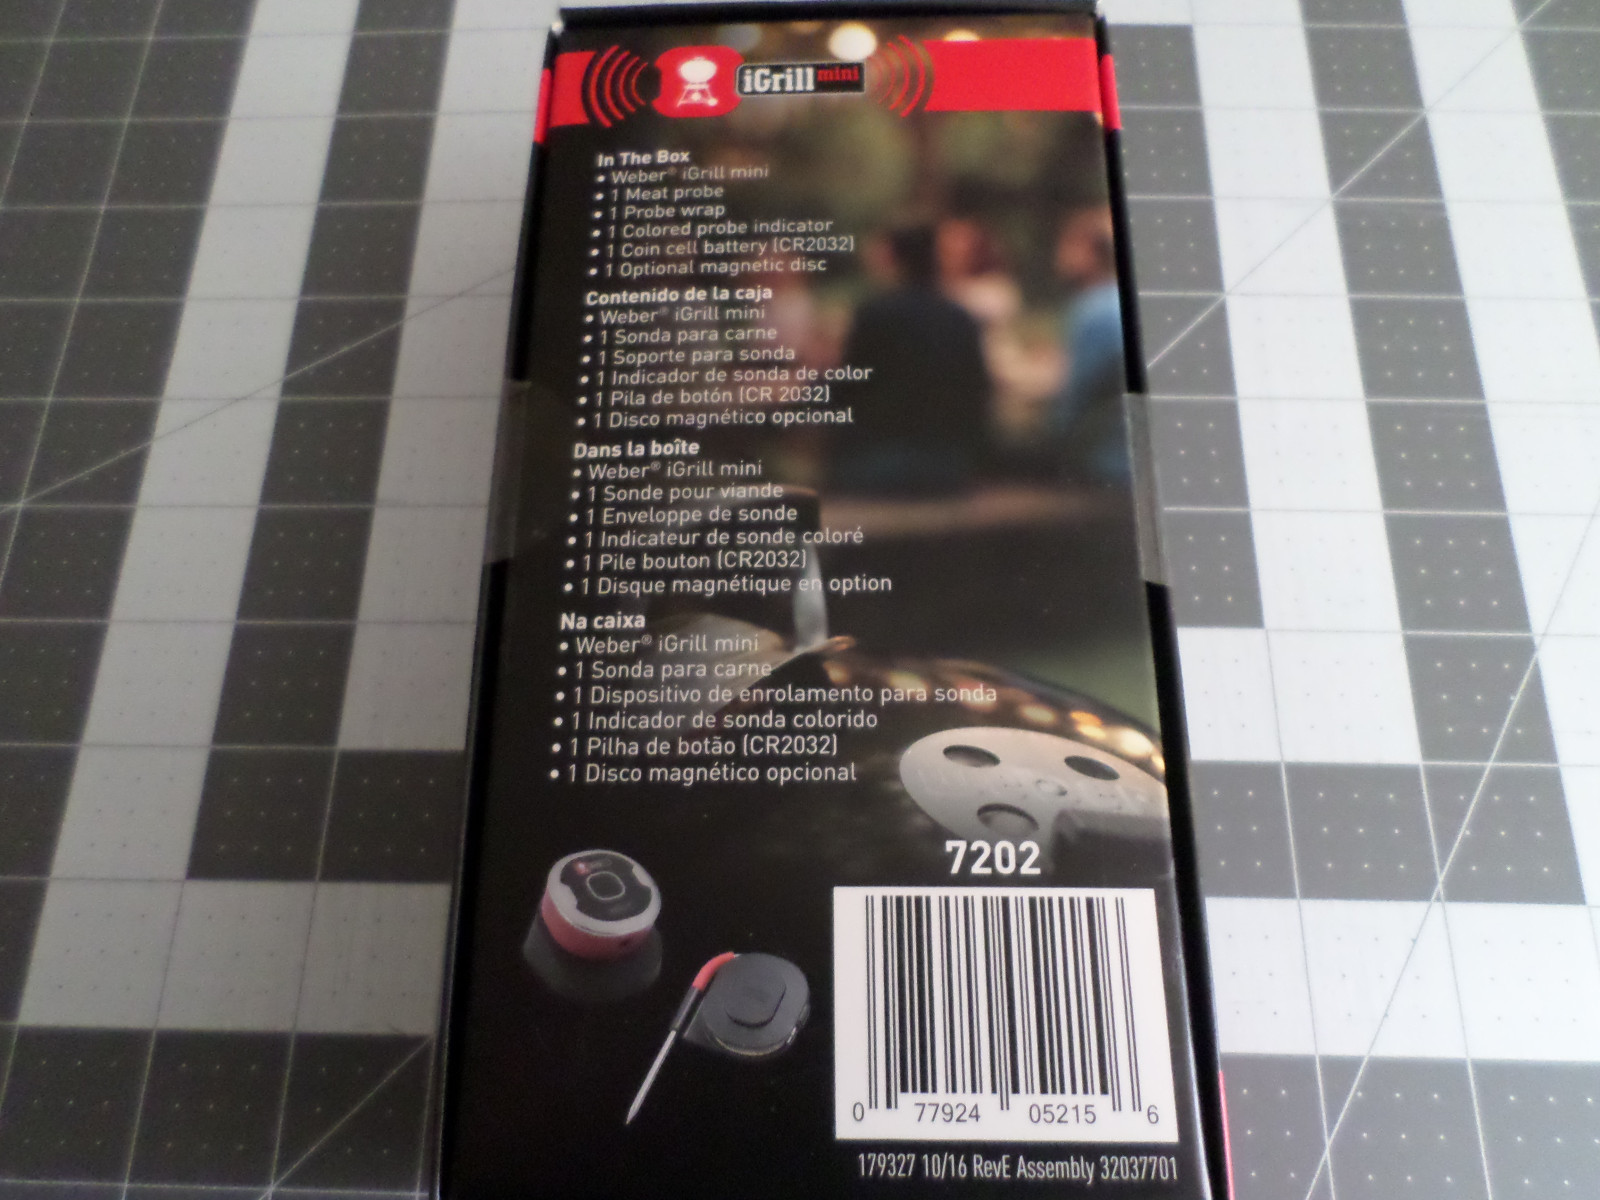 iGrill mini
In The Box
• Weber® iGrill mini
• 1 Meat probe
• 1 Probe wrap
• 1 Colored probe indicator
• 1 Coin cell battery (CR2032)
• 1 Optional magnetic disc
Contenido de la caja
• Weber® iGrill mini
• 1 Sonda para carne
• 1 Soporte para sonda
• 1 Indicador de sonda de color
• 1 Pila de botón (CR 2032)
• 1 Disco magnético opcional
Dans la boîte
• Weber® iGrill mini
• 1 Sonde pour viande
• 1 Enveloppe de sonde
• 1 Indicateur de sonde coloré
• 1 Pile bouton (CR2032)
• 1 Disque magnétique en option
Na caixa
• Weber® iGrill mini
• 1 Sonda para carne
• 1 Dispositivo de enrolamento para sonda
• 1 Indicador de sonda colorido
• 1 Pilha de botão (CR2032)
• 1 Disco magnético opcional
7202
0 77924 05215 6
179327 10/16 RevE Assembly 32037701